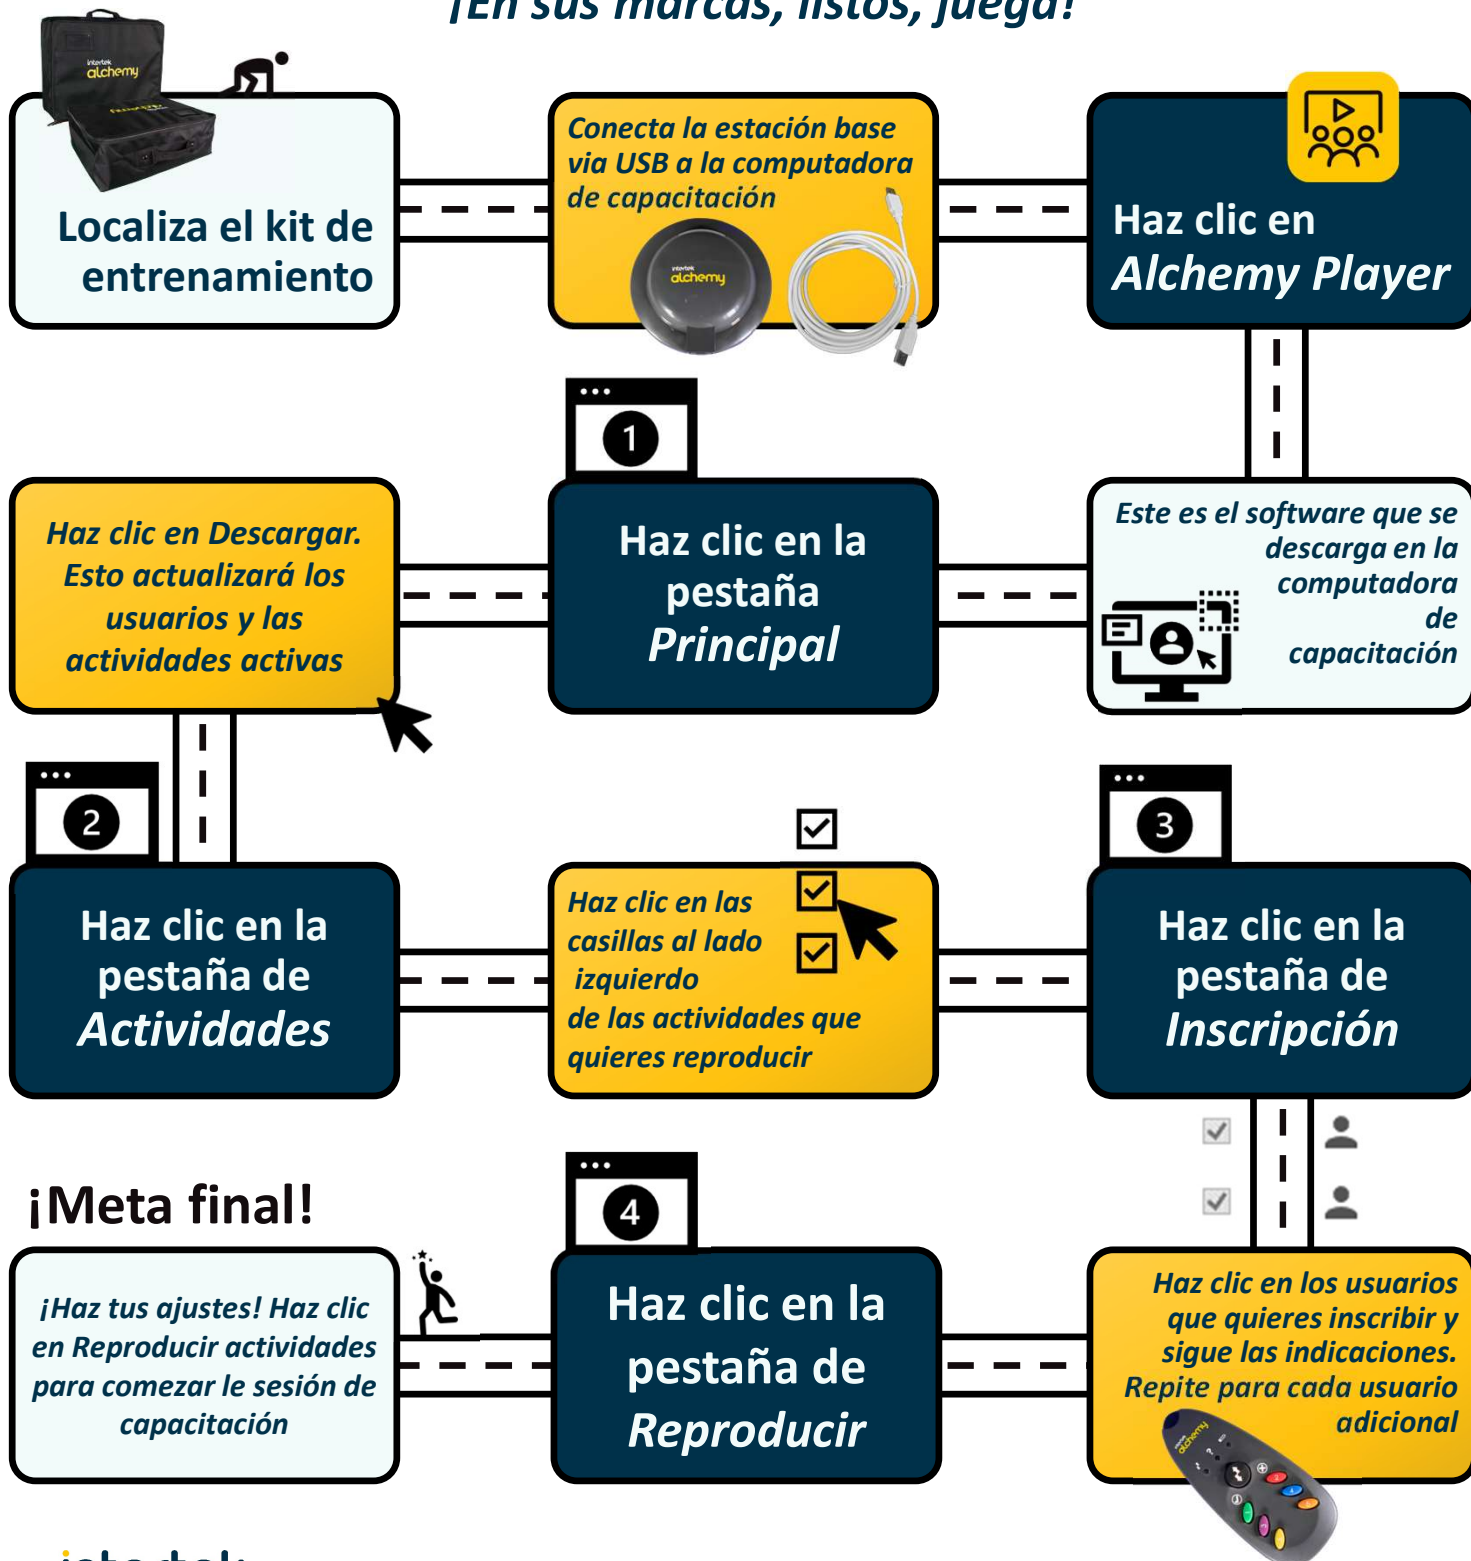 ¡En sus marcas, listos, juega!
intertek
alchemy
Localiza el kit de
entrenamiento
Conecta la estación base
via USB a la computadora
de capacitación
intertek
alchemy
Haz clic en
Alchemy Player
Este es el software que se
descarga en la
computadora
de
capacitación
1
Haz clic en la
pestaña
Principal
Haz clic en Descargar.
Esto actualizará los
usuarios y las
actividades activas
2
Haz clic en la
pestaña de
Actividades
Haz clic en las
casillas al lado
izquierdo
de las actividades que
quieres reproducir
3
Haz clic en la
pestaña de
Inscripción
Haz clic en los usuarios
que quieres inscribir y
sigue las indicaciones.
Repite para cada usuario
adicional
intertek
alchemy
4
Haz clic en la
pestaña de
Reproducir
¡Meta final!
¡Haz tus ajustes! Haz clic
en Reproducir actividades
para comezar le sesión de
capacitación
intertek